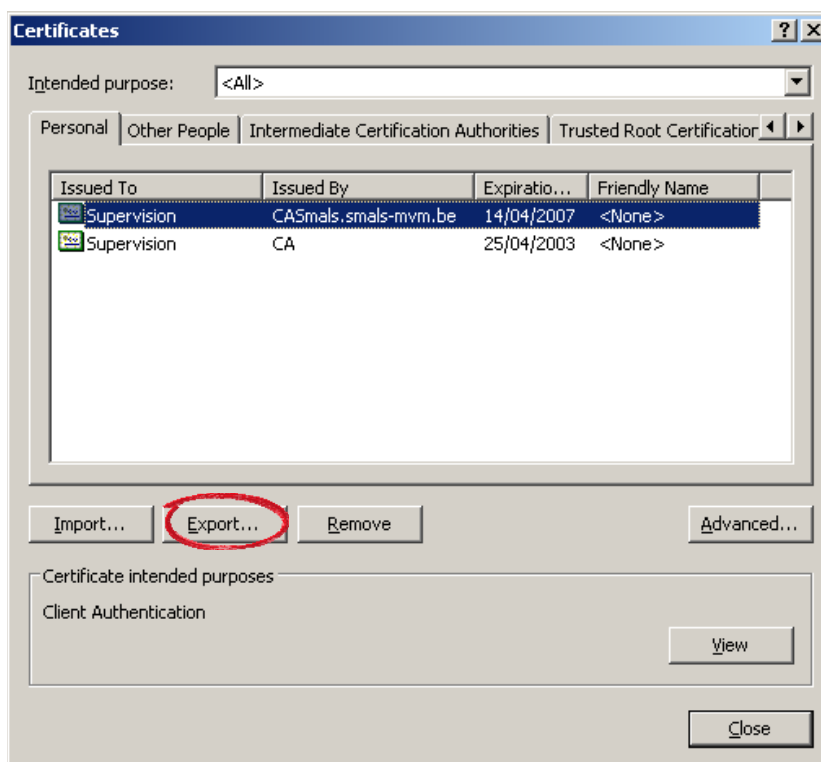 Certificates
Intended purpose: <All>
Personal Other People Intermediate Certification Authorities Trusted Root Certification
Issued To Issued By Expiratio... Friendly Name
Supervision CASmals.smals-mvm.be 14/04/2007 <None>
Supervision CA 25/04/2003 <None>
Import... Export... Remove Advanced...
Certificate intended purposes
Client Authentication
View
Close